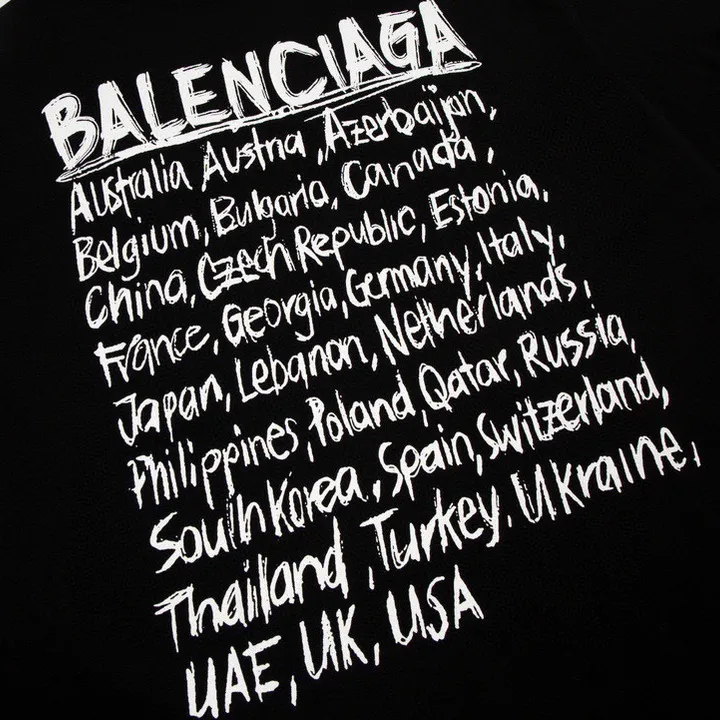 BALENCIAGA
Australia Austria, Azerbaijan,
Belgium, Bulgaria, Canada,
China, Czech Republic, Estonia,
France, Georgia, Germany, Italy,
Japan, Lebanon, Netherlands,
Philippines, Poland, Qatar, Russia,
South Korea, Spain, Switzerland,
Thailand, Turkey. Ukraine,
UAE, UK, USA